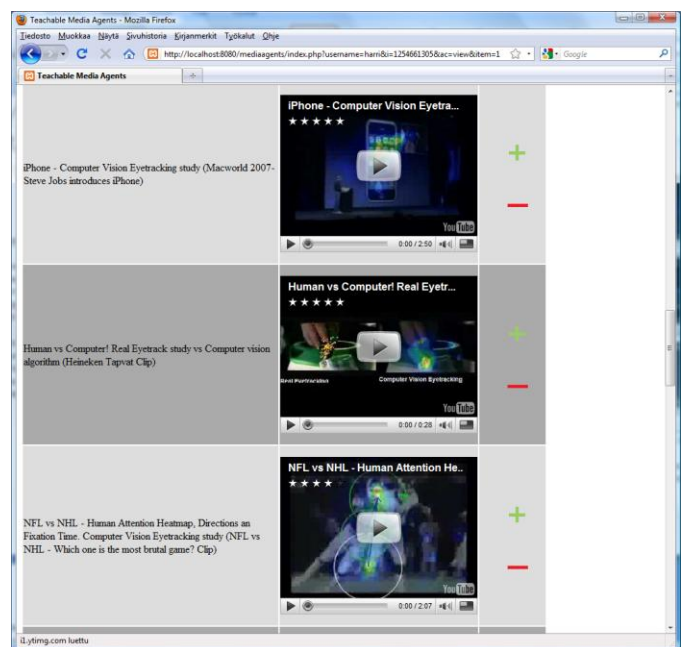 Teachable Media Agents - Mozilla Firefox
Tiedosto Muokkaa Näytä Sivuhistoria Kirjanmerkit Työkalut Ohje
http://localhost:8080/mediaagents/index.php?username=harri&i=1254661305&ac=view&item=1
Google
Teachable Media Agents
iPhone - Computer Vision Eyetracking study (Macworld 2007-
Steve Jobs introduces iPhone)
iPhone - Computer Vision Eyetra...
YouTube
0:00 / 2:50
Human vs Computer! Real Eyetrack study vs Computer vision
algorithm (Heineken Tapvat Clip)
Human vs Computer! Real Eyetr...
Real Eyetracking
Computer Vision Eyetracking
YouTube
0:00 / 0:28
NFL vs NHL - Human Attention Heatmap, Directions an
Fixation Time. Computer Vision Eyetracking study (NFL vs
NHL - Which one is the most brutal game? Clip)
NFL vs NHL - Human Attention He..
YouTube
0:00 / 2:07
i1.ytimg.com luettu